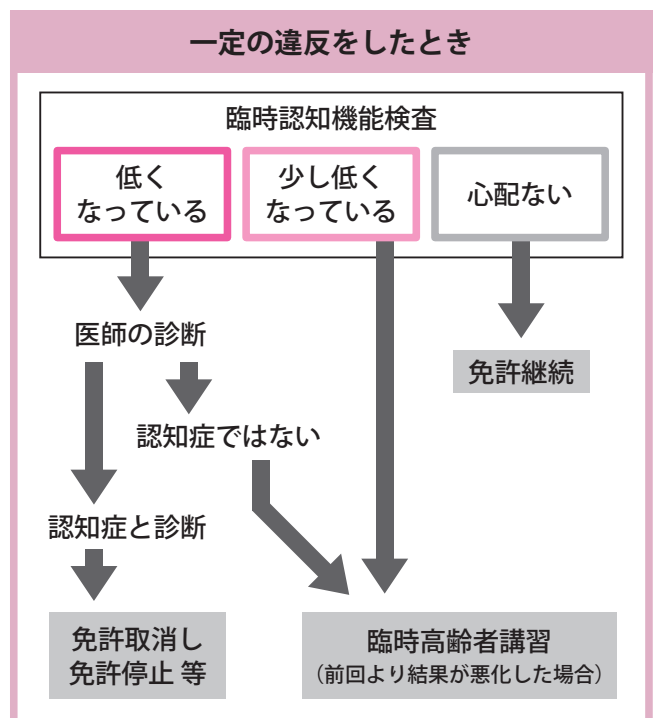 一定の違反をしたとき
臨時認知機能検査
低く
なっている
少し低く
なっている
心配ない
医師の診断
免許継続
認知症ではない
認知症と診断
免許取消し
免許停止 等
臨時高齢者講習
（前回より結果が悪化した場合）